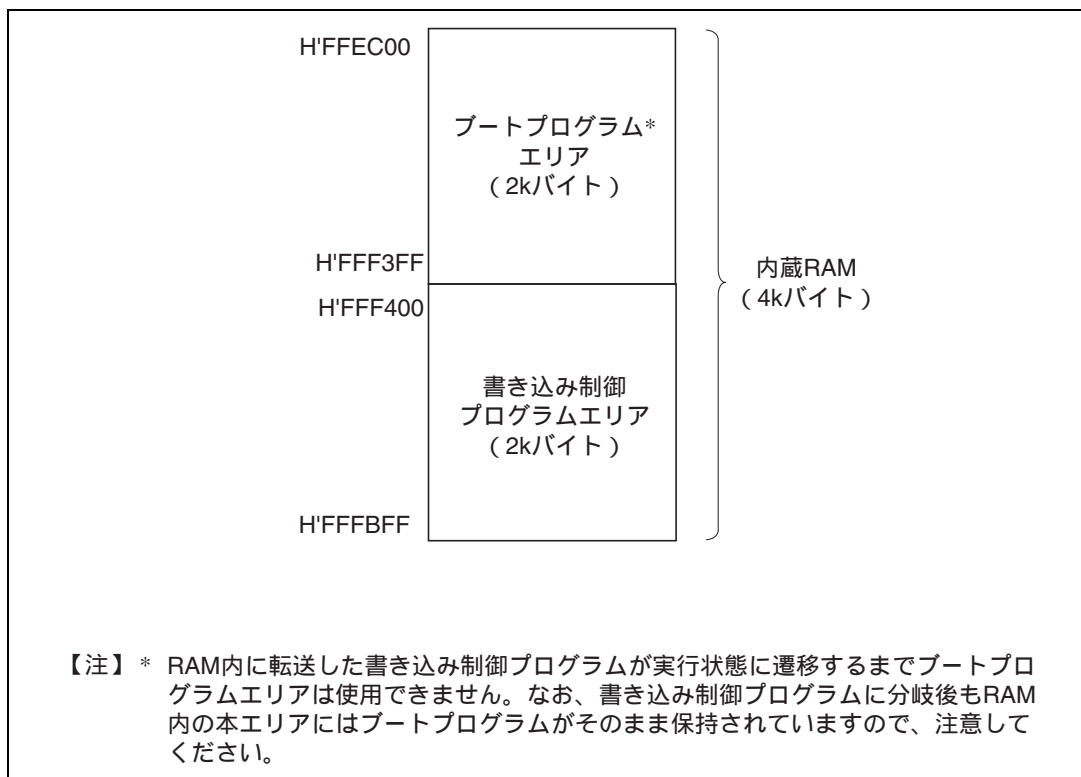 H'FFEC00
ブートプログラム*
エリア
（2kバイト）
H'FFF3FF
H'FFF400
内蔵RAM
（4kバイト）
書き込み制御
プログラムエリア
（2kバイト）
H'FFFBFF
【注】* RAM内に転送した書き込み制御プログラムが実行状態に遷移するまでブートプロ
グラムエリアは使用できません。なお、書き込み制御プログラムに分岐後もRAM
内の本エリアにはブートプログラムがそのまま保持されていますので、注意して
ください。